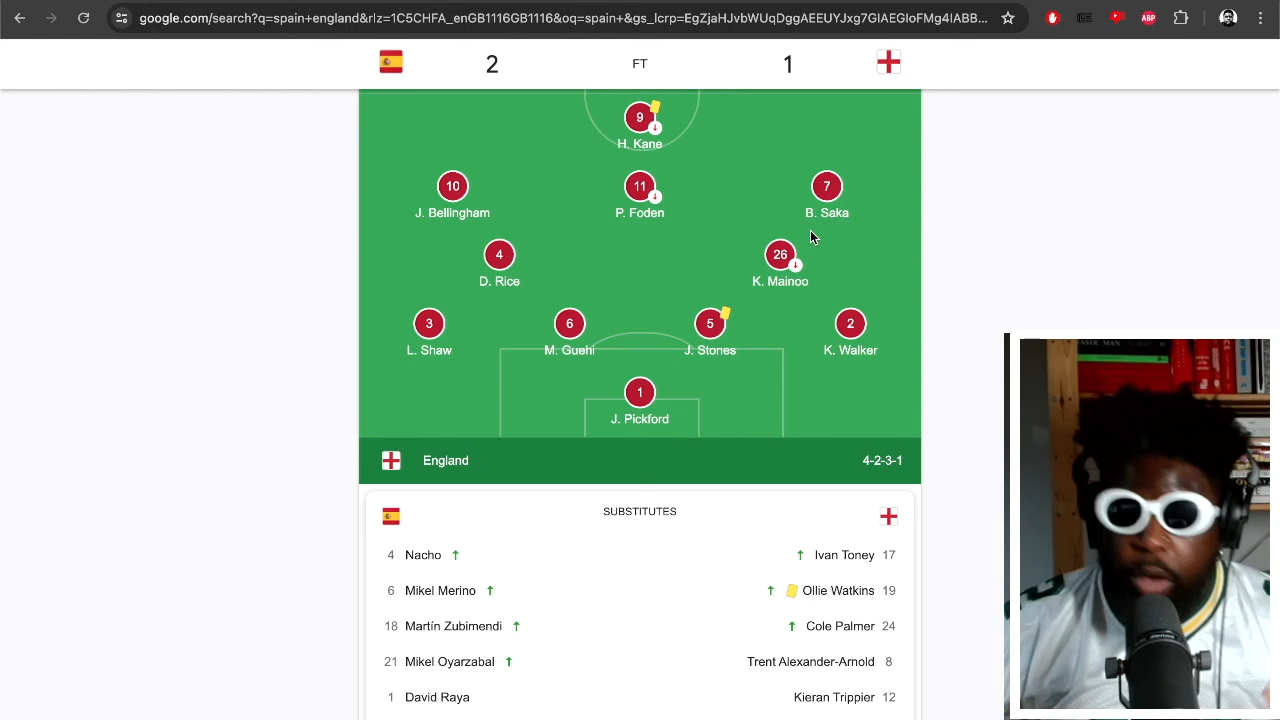 google.com/search?q=spain+england&rlz=1C5CHFA_enGB1116GB1116&oq=spain+&gs_lcrp=EgZjaHJvbWUqDggAEEUYJxg7GIAEGIoFMg4IABB...
ABP
2 FT 1
9
H. Kane
10 11 7
J. Bellingham P. Foden B. Saka
4 26
D. Rice K. Mainoo
3 6 5 2
L. Shaw M. Guehi J. Stones K. Walker
1
J. Pickford
England 4-2-3-1
SUBSTITUTES
4 Nacho Ivan Toney 17
6 Mikel Merino Ollie Watkins 19
18 Martín Zubimendi Cole Palmer 24
21 Mikel Oyarzabal Trent Alexander-Arnold 8
1 David Raya Kieran Trippier 12